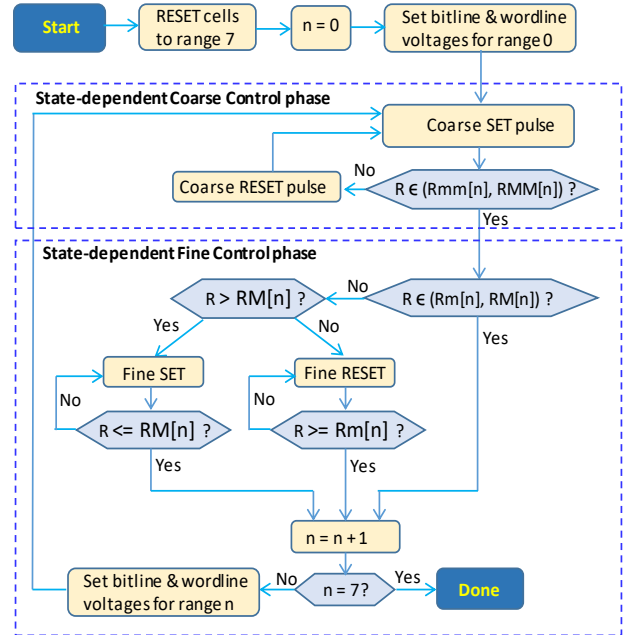 Start
RESET cells
to range 7
n = 0
Set bitline & wordline
voltages for range 0
State-dependent Coarse Control phase
Coarse SET pulse
No
Coarse RESET pulse
R ϵ (Rmm[n], RMM[n]) ?
Yes
State-dependent Fine Control phase
R > RM[n] ?
No
R ϵ (Rm[n], RM[n]) ?
Yes
No
Yes
Fine SET
Fine RESET
No
No
R <= RM[n] ?
R >= Rm[n] ?
Yes
Yes
n = n + 1
Set bitline & wordline
voltages for range n
No
n = 7?
Yes
Done